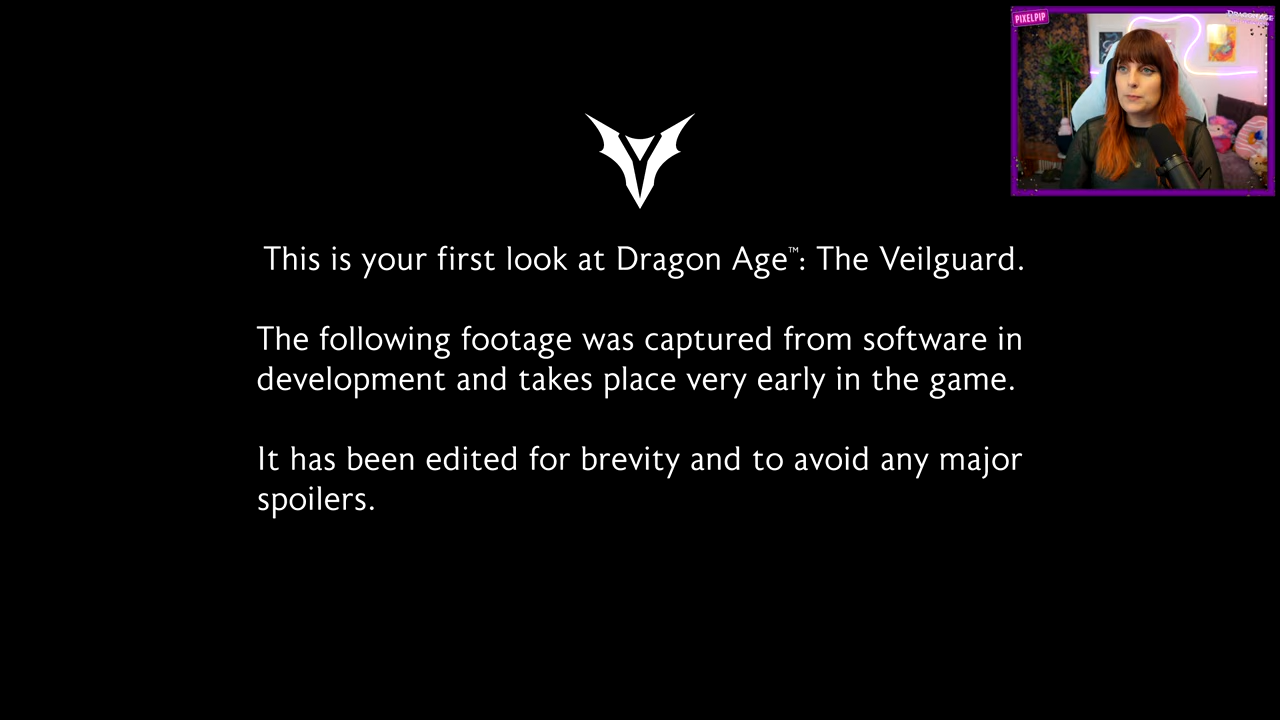 PIXELPIP
This is your first look at Dragon Age™: The Veilguard.
The following footage was captured from software in
development and takes place very early in the game.
It has been edited for brevity and to avoid any major
spoilers.